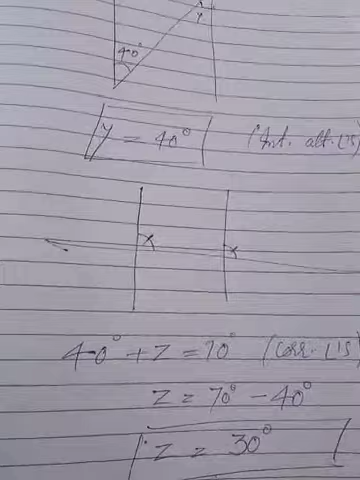 Y
40°
y = 40° (Int. alt. L's)
x x
40° + z = 70° (Corr. L's)
z = 70° - 40°
z = 30°